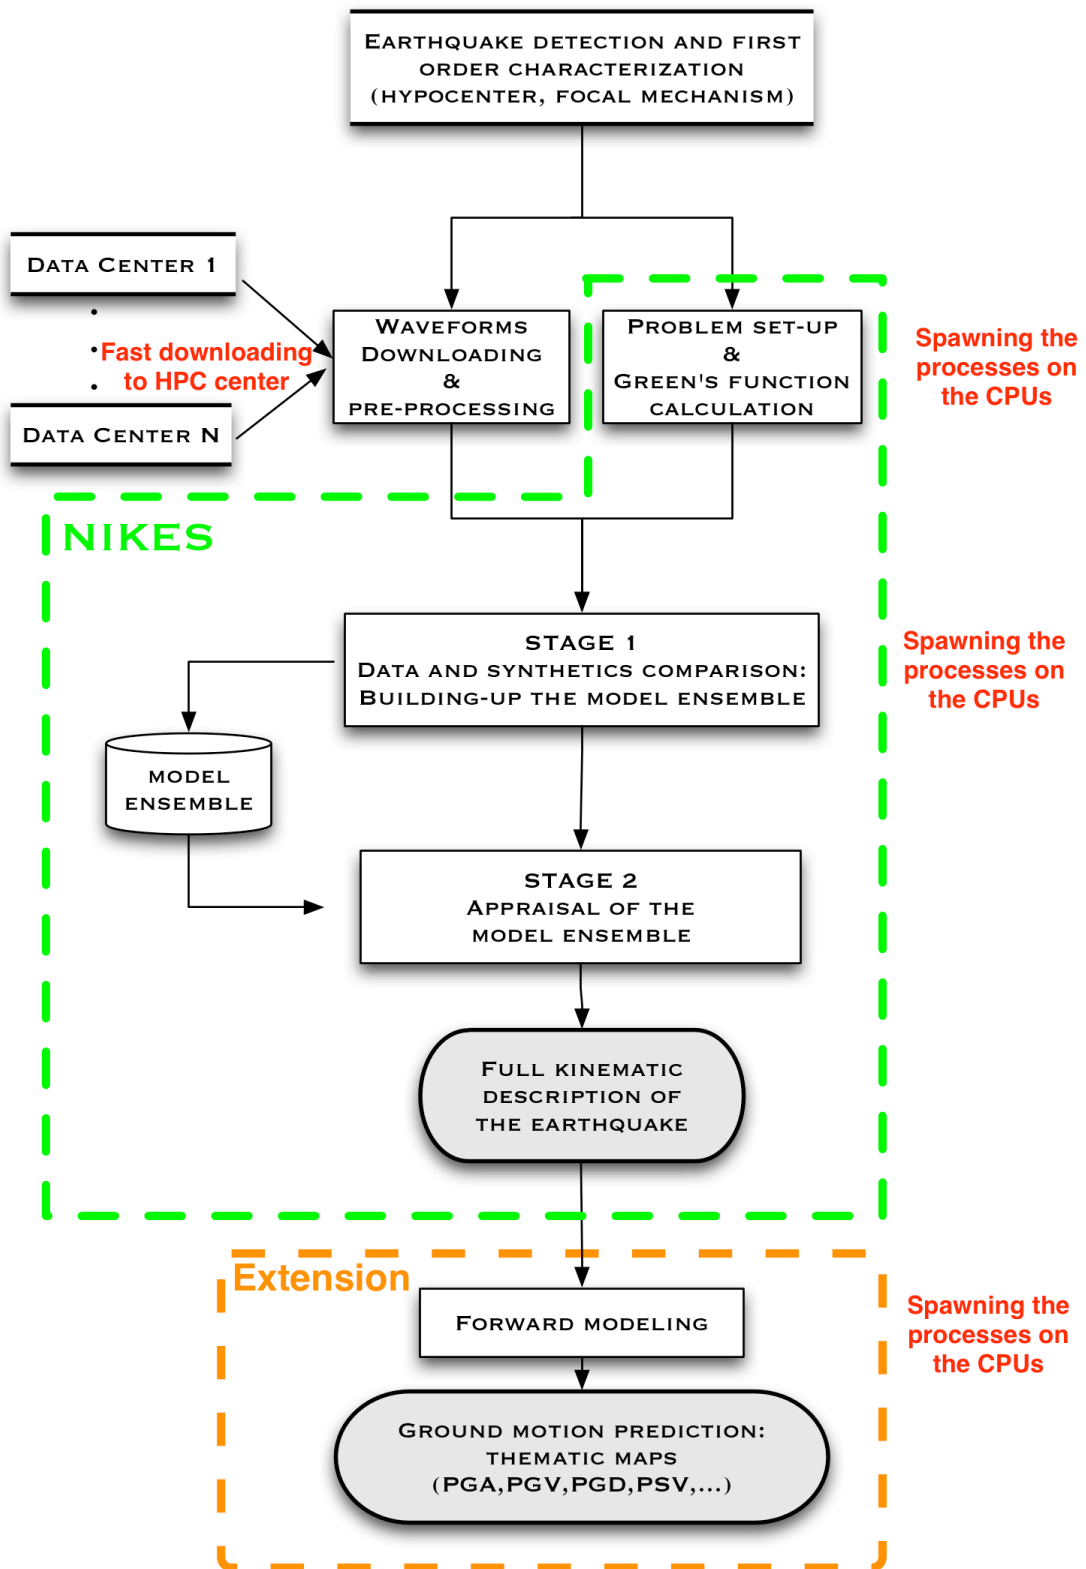 Earthquake detection and first
order characterization
(hypocenter, focal mechanism)
Data Center 1
Fast downloading
to HPC center
Data Center N
Waveforms
Downloading
&
pre-processing
Problem set-up
&
Green's function
calculation
Spawning the
processes on
the CPUs
NIKES
STAGE 1
Data and synthetics comparison:
Building-up the model ensemble
Spawning the
processes on
the CPUs
model
ensemble
STAGE 2
Appraisal of the
model ensemble
Full kinematic
description of
the earthquake
Extension
Forward modeling
Spawning the
processes on
the CPUs
Ground motion prediction:
thematic maps
(PGA,PGV,PGD,PSV,...)